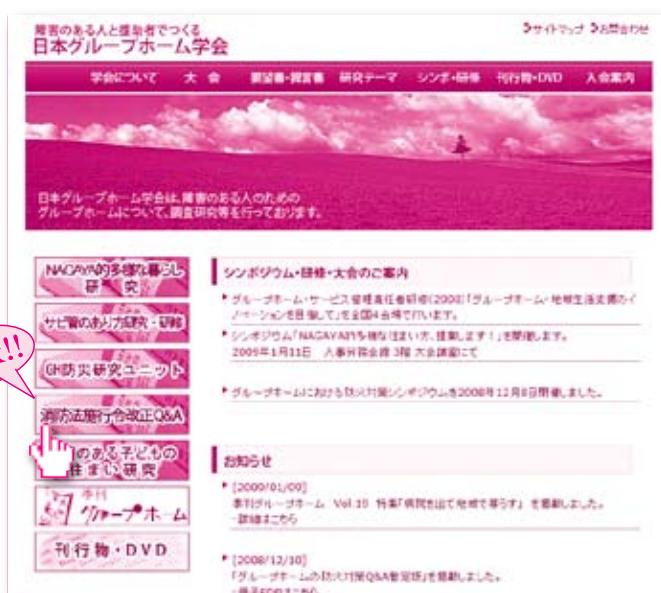 障害のある人と援助者でつくる
日本グループホーム学会
サイトマップ お問合わせ
学会について 大会 要望書・提言書 研究テーマ シンポ・研修 刊行物・DVD 入会案内
日本グループホーム学会は、障害のある人のための
グループホームについて、調査研究等を行っております。
NAGAYA的多様な暮らし
研究
サビ管のあり方研究・研修
GH防災研究ユニット
!!
消防法施行令改正Q&A
のある子どもの
住まい研究
季刊
グループホーム
刊行物・DVD
シンポジウム・研修・大会のご案内
グループホーム・サービス管理責任者研修(2008)「グループホーム・地域生活支援のイ
ノベーションを目指して」を全国4会場で行います。
シンポジウム「NAGAYA的多様な住まい方、提案します!」を開催します。
2009年1月11日 人事労務会館 3階 大会議室にて
グループホームにおける防火対策シンポジウムを2008年12月8日開催しました。
お知らせ
[2009/01/09]
季刊グループホーム Vol.19 特集「病院を出て地域で暮らす」を掲載しました。
-詳細はこちら
[2008/12/10]
「グループホームの防火対策Q&A暫定版」を掲載しました。